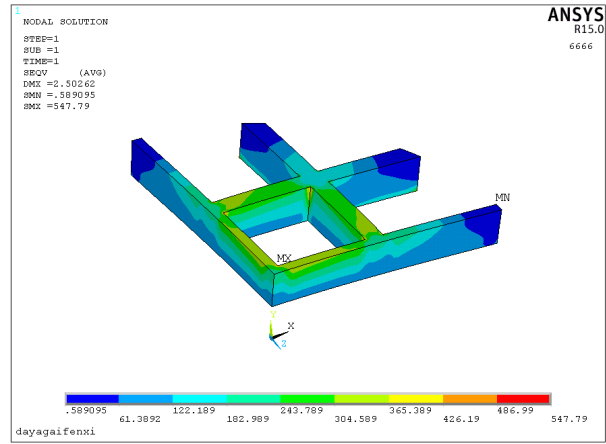 1
NODAL SOLUTION
STEP=1
SUB =1
TIME=1
SEQV (AVG)
DMX =2.50262
SMN =.589095
SMX =547.79
ANSYS
R15.0
6666
MN
MX
Y
X
Z
.589095 122.189 243.789 365.389 486.99
61.3892 182.989 304.589 426.19 547.79
dayagaifenxi